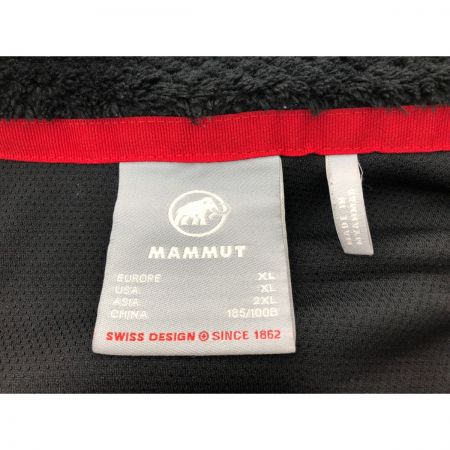 MAMMUT
EUROPE XL
USA XL
ASIA 2XL
CHINA 185/100B
SWISS DESIGN SINCE 1862
MADE IN
MYANMAR